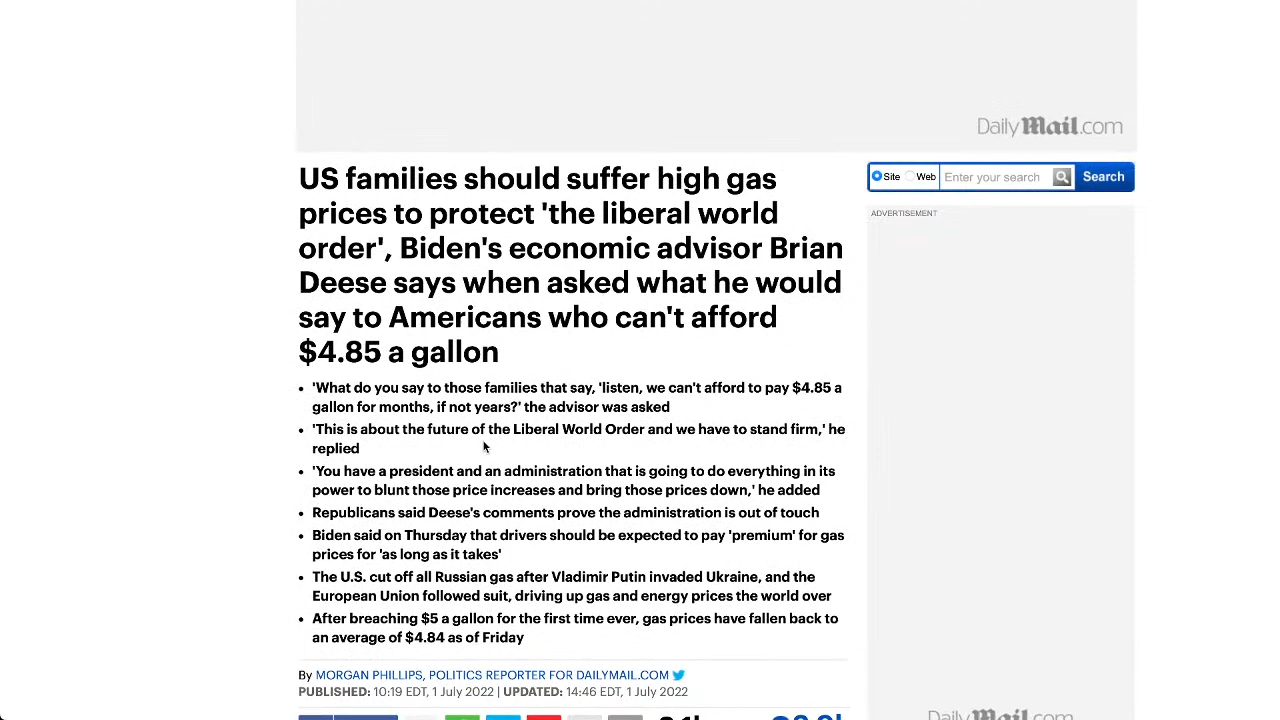 Daily Mail.com
US families should suffer high gas
prices to protect 'the liberal world
order', Biden's economic advisor Brian
Deese says when asked what he would
say to Americans who can't afford
$4.85 a gallon
Site Web Enter your search Search
ADVERTISEMENT
• 'What do you say to those families that say, 'listen, we can't afford to pay $4.85 a
gallon for months, if not years?' the advisor was asked
• 'This is about the future of the Liberal World Order and we have to stand firm,' he
replied
• 'You have a president and an administration that is going to do everything in its
power to blunt those price increases and bring those prices down,' he added
• Republicans said Deese's comments prove the administration is out of touch
• Biden said on Thursday that drivers should be expected to pay 'premium' for gas
prices for 'as long as it takes'
• The U.S. cut off all Russian gas after Vladimir Putin invaded Ukraine, and the
European Union followed suit, driving up gas and energy prices the world over
• After breaching $5 a gallon for the first time ever, gas prices have fallen back to
an average of $4.84 as of Friday
By MORGAN PHILLIPS, POLITICS REPORTER FOR DAILYMAIL.COM
PUBLISHED: 10:19 EDT, 1 July 2022 | UPDATED: 14:46 EDT, 1 July 2022
Daily Mail.com